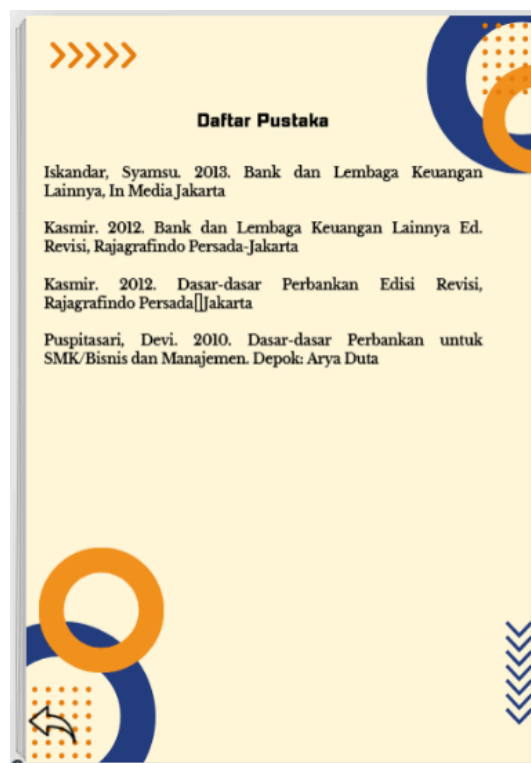 Daftar Pustaka
Iskandar, Syamsu. 2013. Bank dan Lembaga Keuangan
Lainnya, In Media Jakarta
Kasmir. 2012. Bank dan Lembaga Keuangan Lainnya Ed.
Revisi, Rajagrafindo Persada-Jakarta
Kasmir. 2012. Dasar-dasar Perbankan Edisi Revisi,
Rajagrafindo Persada▯▯Jakarta
Puspitasari, Devi. 2010. Dasar-dasar Perbankan untuk
SMK/Bisnis dan Manajemen. Depok: Arya Duta